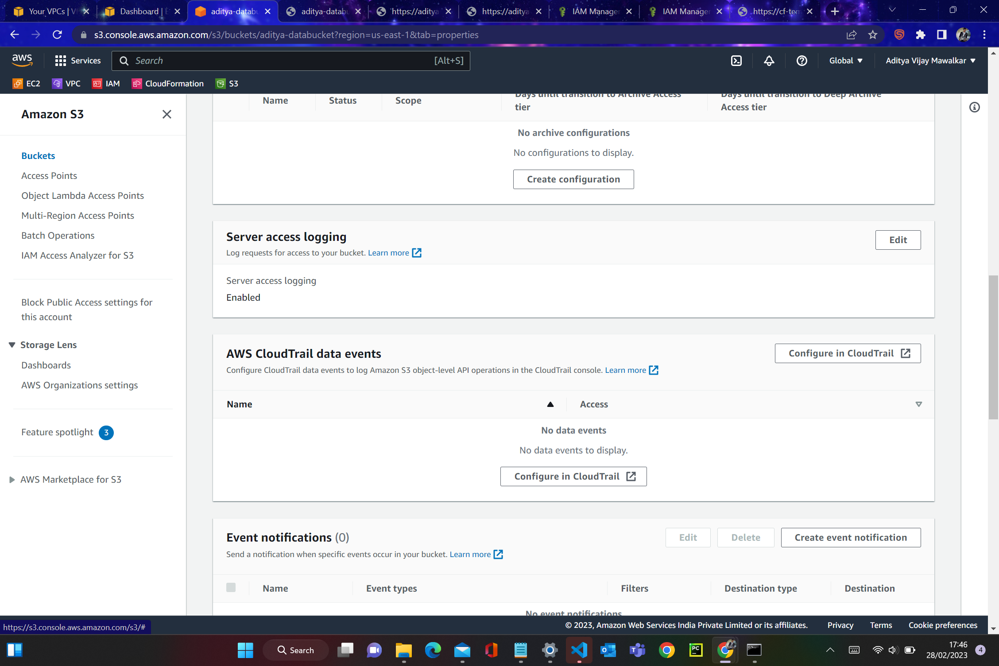 Your VPCs | V
Dashboard | E
aditya-databu
aditya-databu
https://aditya
https://aditya
IAM Manager
IAM Manager
https://cf-tem
s3.console.aws.amazon.com/s3/buckets/aditya-databucket?region=us-east-1&tab=properties
aws
Services
Search
[Alt+S]
Global
Aditya Vijay Mawalkar
EC2
VPC
IAM
CloudFormation
S3
Amazon S3
Buckets
Access Points
Object Lambda Access Points
Multi-Region Access Points
Batch Operations
IAM Access Analyzer for S3
Block Public Access settings for
this account
Storage Lens
Dashboards
AWS Organizations settings
Feature spotlight 3
AWS Marketplace for S3
Name
Status
Scope
Days until transition to Archive Access
tier
Days until transition to Deep Archive
Access tier
No archive configurations
No configurations to display.
Create configuration
Server access logging
Edit
Log requests for access to your bucket. Learn more
Server access logging
Enabled
AWS CloudTrail data events
Configure in CloudTrail
Configure CloudTrail data events to log Amazon S3 object-level API operations in the CloudTrail console. Learn more
Name
Access
No data events
No data events to display.
Configure in CloudTrail
Event notifications (0)
Edit
Delete
Create event notification
Send a notification when specific events occur in your bucket. Learn more
Name
Event types
Filters
Destination type
Destination
No event notifications
https://s3.console.aws.amazon.com/s3/#
© 2023, Amazon Web Services India Private Limited or its affiliates.
Privacy
Terms
Cookie preferences
Search
PC
17:46
28/02/2023
4